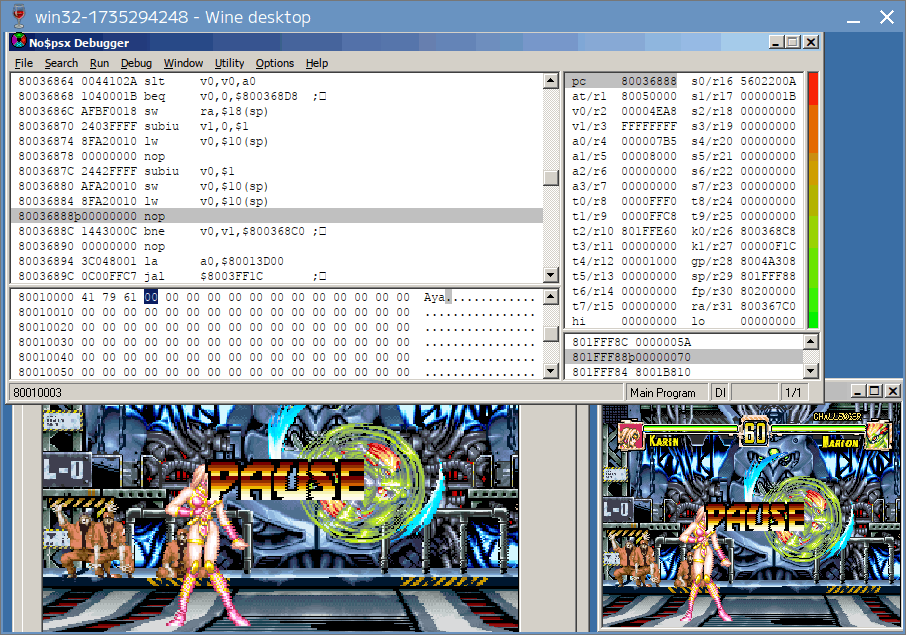 win32-1735294248 - Wine desktop
No$psx Debugger
File Search Run Debug Window Utility Options Help
80036864 0044102A slt v0,v0,a0
80036868 1040001B beq v0,0,$800368D8 ;□
8003686C AFBF0018 sw ra,$18(sp)
80036870 2403FFFF subiu v1,0,$1
80036874 8FA20010 lw v0,$10(sp)
80036878 00000000 nop
8003687C 2442FFFF subiu v0,$1
80036880 AFA20010 sw v0,$10(sp)
80036884 8FA20010 lw v0,$10(sp)
80036888þ00000000 nop
8003688C 1443000C bne v0,v1,$800368C0 ;□
80036890 00000000 nop
80036894 3C048001 la a0,$80013D00
8003689C 0C00FFC7 jal $8003FF1C ;□
pc 80036888 s0/r16 5602200A
at/r1 80050000 s1/r17 0000001B
v0/r2 00004EA8 s2/r18 00000000
v1/r3 FFFFFFFF s3/r19 00000000
a0/r4 000007B5 s4/r20 00000000
a1/r5 00008000 s5/r21 00000000
a2/r6 00000000 s6/r22 00000000
a3/r7 00000000 s7/r23 00000000
t0/r8 0000FFF0 t8/r24 00000000
t1/r9 0000FFC8 t9/r25 00000000
t2/r10 801FFE60 k0/r26 800368C8
t3/r11 00000000 k1/r27 00000F1C
t4/r12 00001000 gp/r28 8004A308
t5/r13 00000000 sp/r29 801FFF88
t6/r14 00000000 fp/r30 80200000
t7/r15 00000000 ra/r31 800367C0
hi 00000000 lo 00000000
80010000 41 79 61 00 00 00 00 00 00 00 00 00 00 00 00 00 Aya.............
80010010 00 00 00 00 00 00 00 00 00 00 00 00 00 00 00 00 ................
80010020 00 00 00 00 00 00 00 00 00 00 00 00 00 00 00 00 ................
80010030 00 00 00 00 00 00 00 00 00 00 00 00 00 00 00 00 ................
80010040 00 00 00 00 00 00 00 00 00 00 00 00 00 00 00 00 ................
80010050 00 00 00 00 00 00 00 00 00 00 00 00 00 00 00 00 ................
801FFF8C 0000005A
801FFF88þ00000070
801FFF84 8001B810
80010003 Main Program DI 1/1
L-0
PAUSE
CHALLENGER
60
KARIN
MARION
L-0
PAUSE